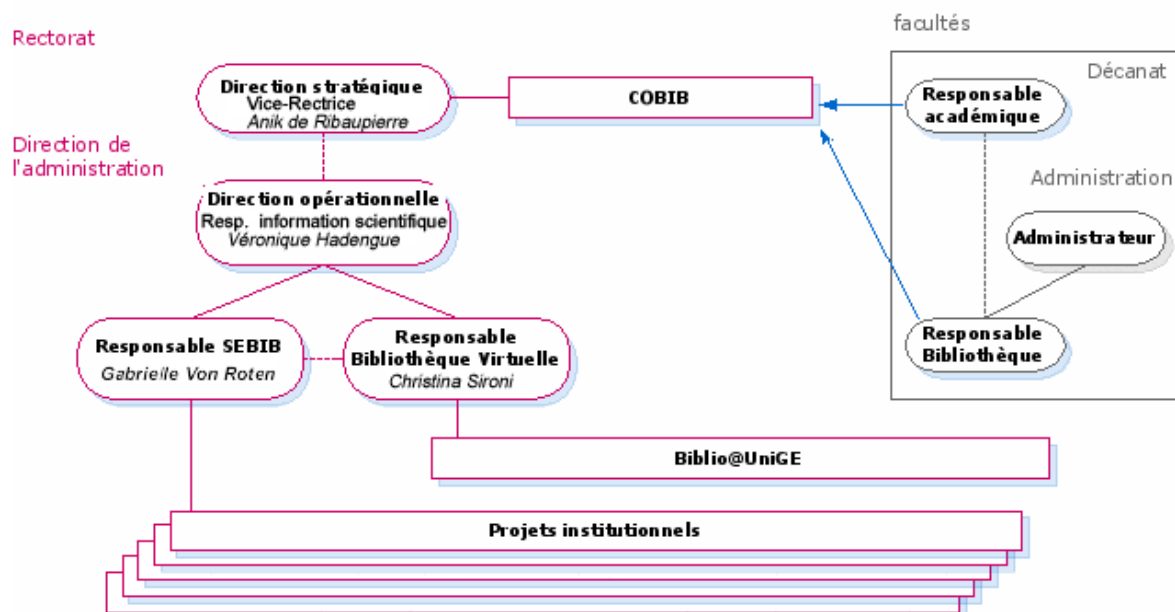 Rectorat
facultés
Décanat
Direction stratégique
Vice-Rectrice
Anik de Ribaupierre
COBIB
Responsable
académique
Direction de
l'administration
Administration
Direction opérationnelle
Resp. information scientifique
Véronique Hadengue
Administrateur
Responsable SEBIB
Gabrielle Von Roten
Responsable
Bibliothèque Virtuelle
Christina Sironi
Responsable
Bibliothèque
Biblio@UniGE
Projets institutionnels